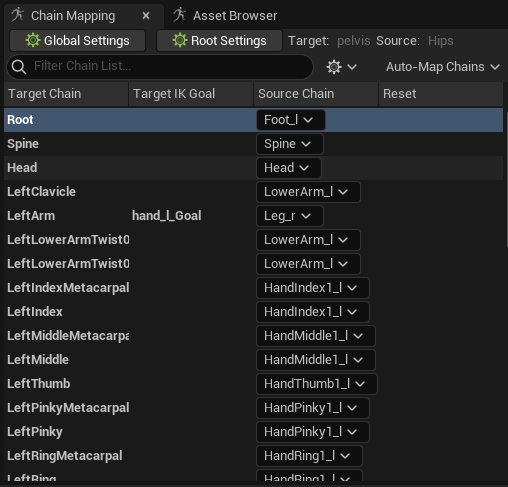 Chain Mapping × Asset Browser
Global Settings Root Settings Target: pelvis Source: Hips
Filter Chain List... Auto-Map Chains
Target Chain Target IK Goal Source Chain Reset
Root Foot_l
Spine Spine
Head Head
LeftClavicle LowerArm_l
LeftArm hand_l_Goal Leg_r
LeftLowerArmTwist0 LowerArm_l
LeftLowerArmTwist0 LowerArm_l
LeftIndexMetacarpal HandIndex1_l
LeftIndex HandIndex1_l
LeftMiddleMetacarpa HandMiddle1_l
LeftMiddle HandMiddle1_l
LeftThumb HandThumb1_l
LeftPinkyMetacarpal HandPinky1_l
LeftPinky HandPinky1_l
LeftRingMetacarpal HandRing1_l
LeftRing HandRing1_l